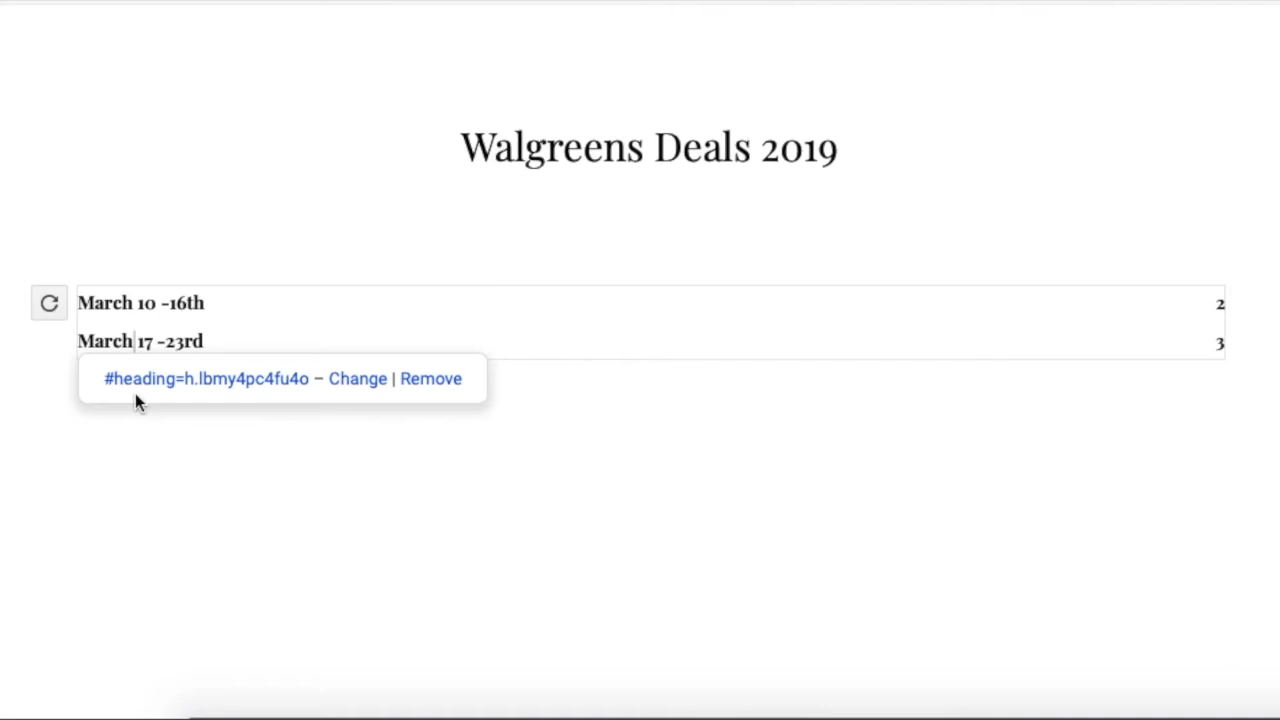 Walgreens Deals 2019
March 10 -16th 2
March 17 -23rd 3
#heading=h.lbmy4pc4fu4o – Change | Remove